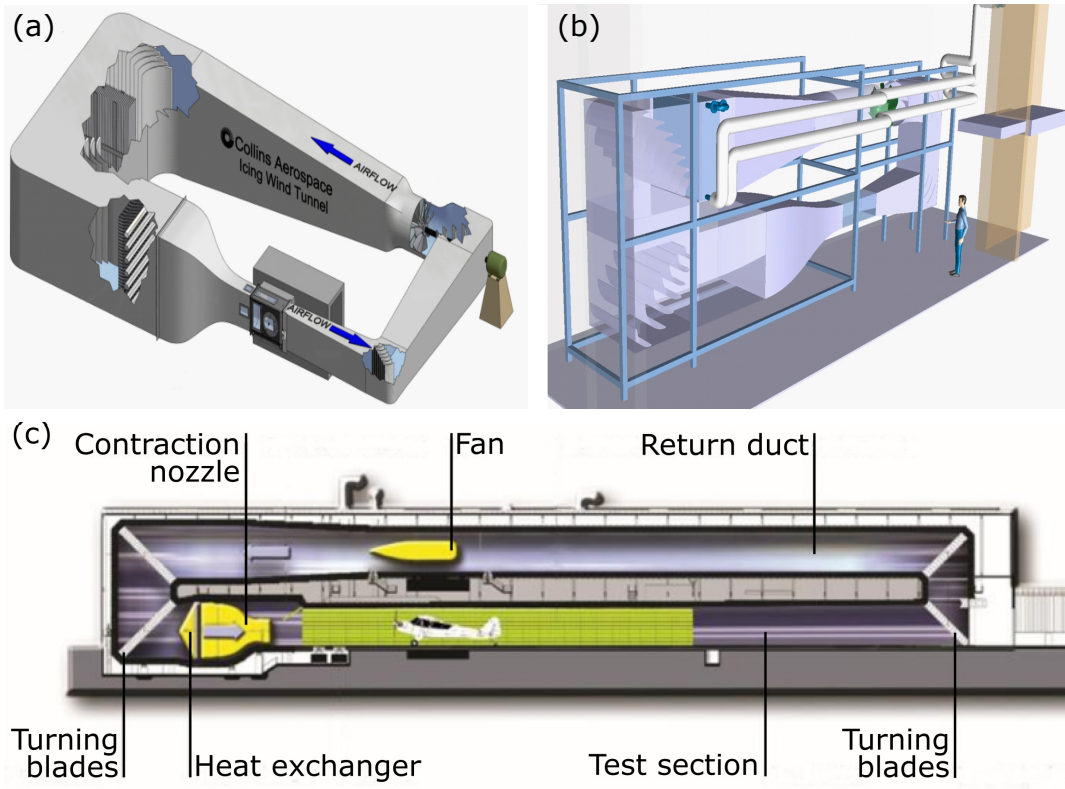 (a)
Collins Aerospace
Icing Wind Tunnel
AIRFLOW
AIRFLOW
(b)
(c)
Contraction
nozzle
Fan
Return duct
Turning
blades
Heat exchanger
Test section
Turning
blades